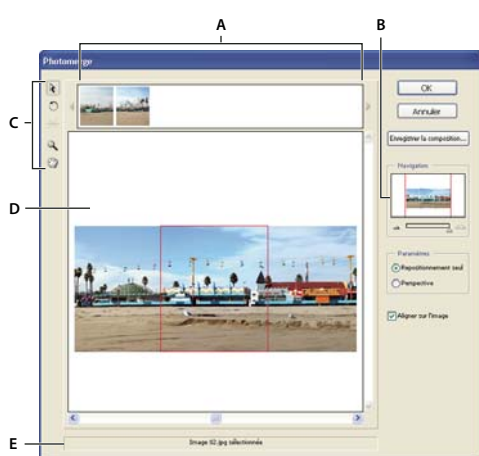 A
B
Photomerge
C
OK
Annuler
Enregistrer la composition...
Navigation
D
Paramètres
Repositionnement seul
Perspective
Aligner sur l'image
E
Image 02.jpg sélectionnée